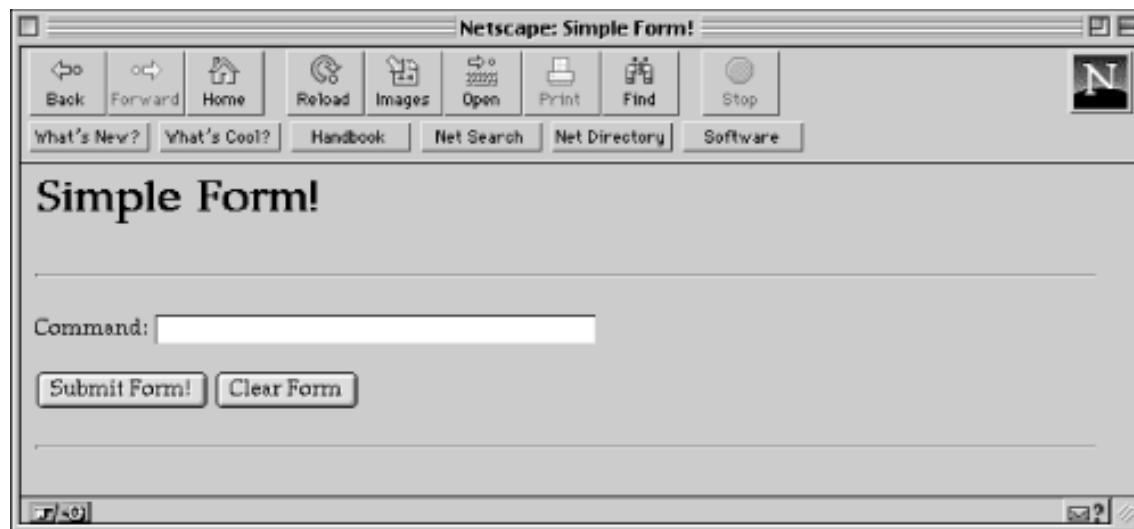 Netscape: Simple Form!
Back Forward Home Reload Images Open Print Find Stop
N
What's New? What's Cool? Handbook Net Search Net Directory Software
Simple Form!
Command:
Submit Form! Clear Form
?